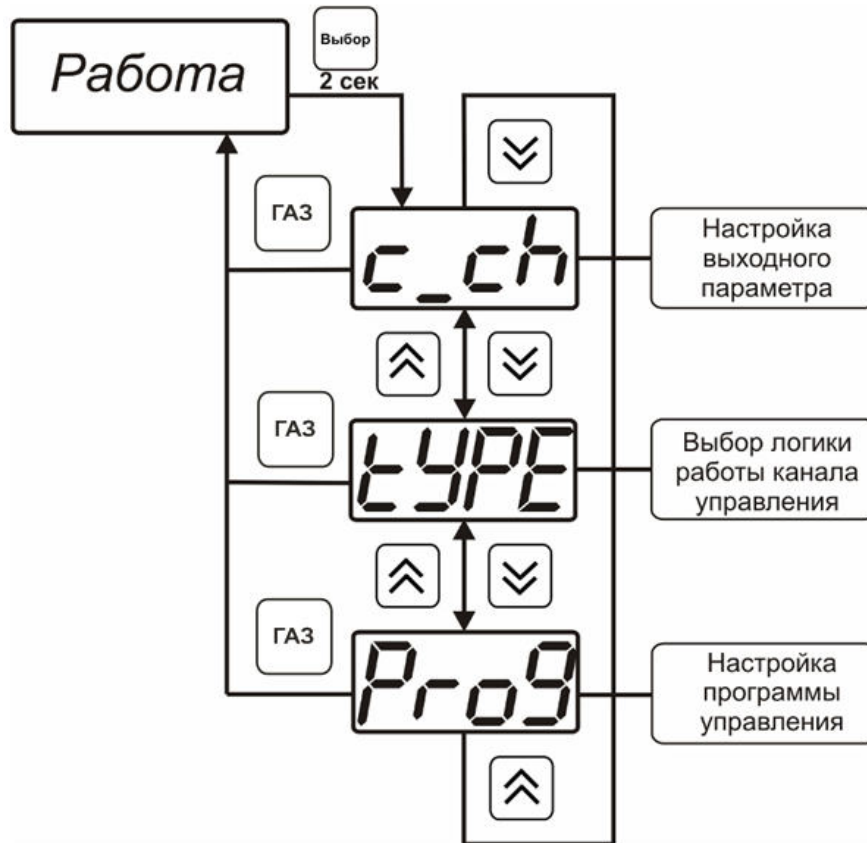 Работа
Выбор
2 сек
ГАЗ
c_ch
Настройка
выходного
параметра
ГАЗ
tYPE
Выбор логики
работы канала
управления
ГАЗ
Prog
Настройка
программы
управления